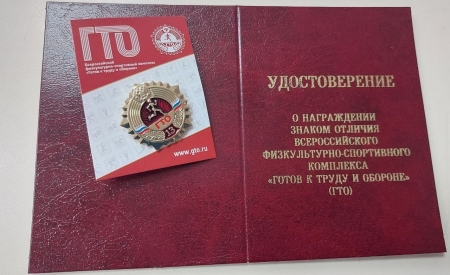 ГТО
Всероссийский
физкультурно-спортивный комплекс
«Готов к труду и обороне»
ГТО
13
www.gto.ru
УДОСТОВЕРЕНИЕ
О НАГРАЖДЕНИИ
ЗНАКОМ ОТЛИЧИЯ
ВСЕРОССИЙСКОГО
ФИЗКУЛЬТУРНО-СПОРТИВНОГО
КОМПЛЕКСА
«ГОТОВ К ТРУДУ И ОБОРОНЕ»
(ГТО)